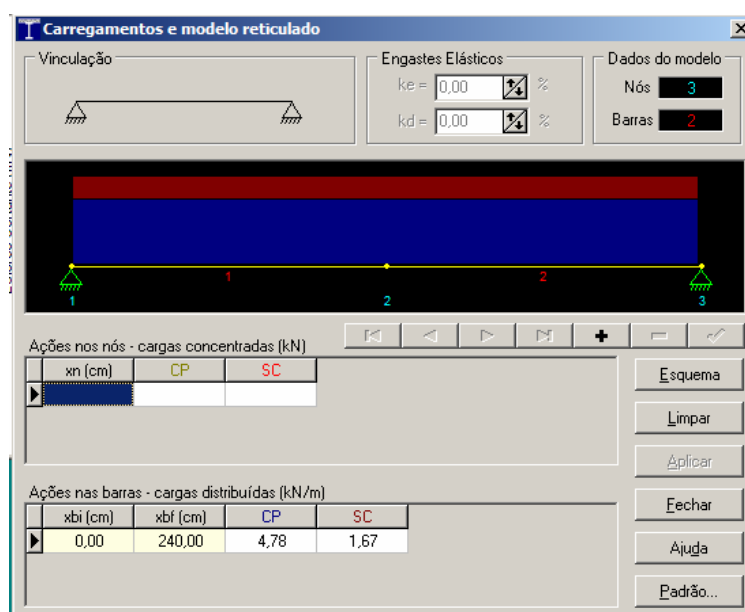 Carregamentos e modelo reticulado
Vinculação
Engastes Elásticos
Dados do modelo
ke = 0,00 %
kd = 0,00 %
Nós 3
Barras 2
1 2
1 2 3
Ações nos nós - cargas concentradas (kN)
xn (cm) CP SC
Esquema
Limpar
Aplicar
Fechar
Ajuda
Padrão...
Ações nas barras - cargas distribuídas (kN/m)
xbi (cm) xbf (cm) CP SC
0,00 240,00 4,78 1,67